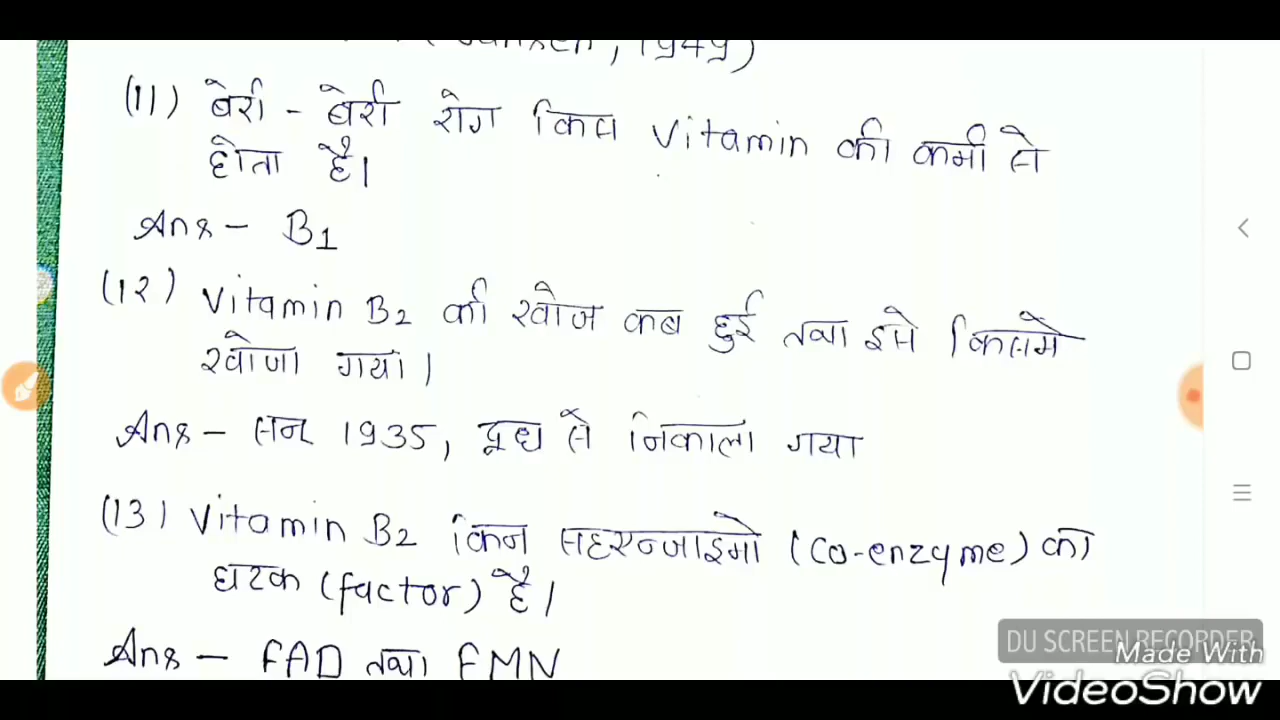 , 1949)
(11) बेरी - बेरी रोग किस Vitamin की कमी से
होता है।
Ans - B1
(12) Vitamin B2 की खोज कब हुई तथा इसे किसमे
खोजा गया।
Ans - सन् 1935, दूध से निकाला गया
(13) Vitamin B2 किन सहएन्जाइमो (Co-enzyme) का
घटक (factor) है।
Ans - FAD तथा FMN
DU SCREEN RECORDER
Made With
VideoShow